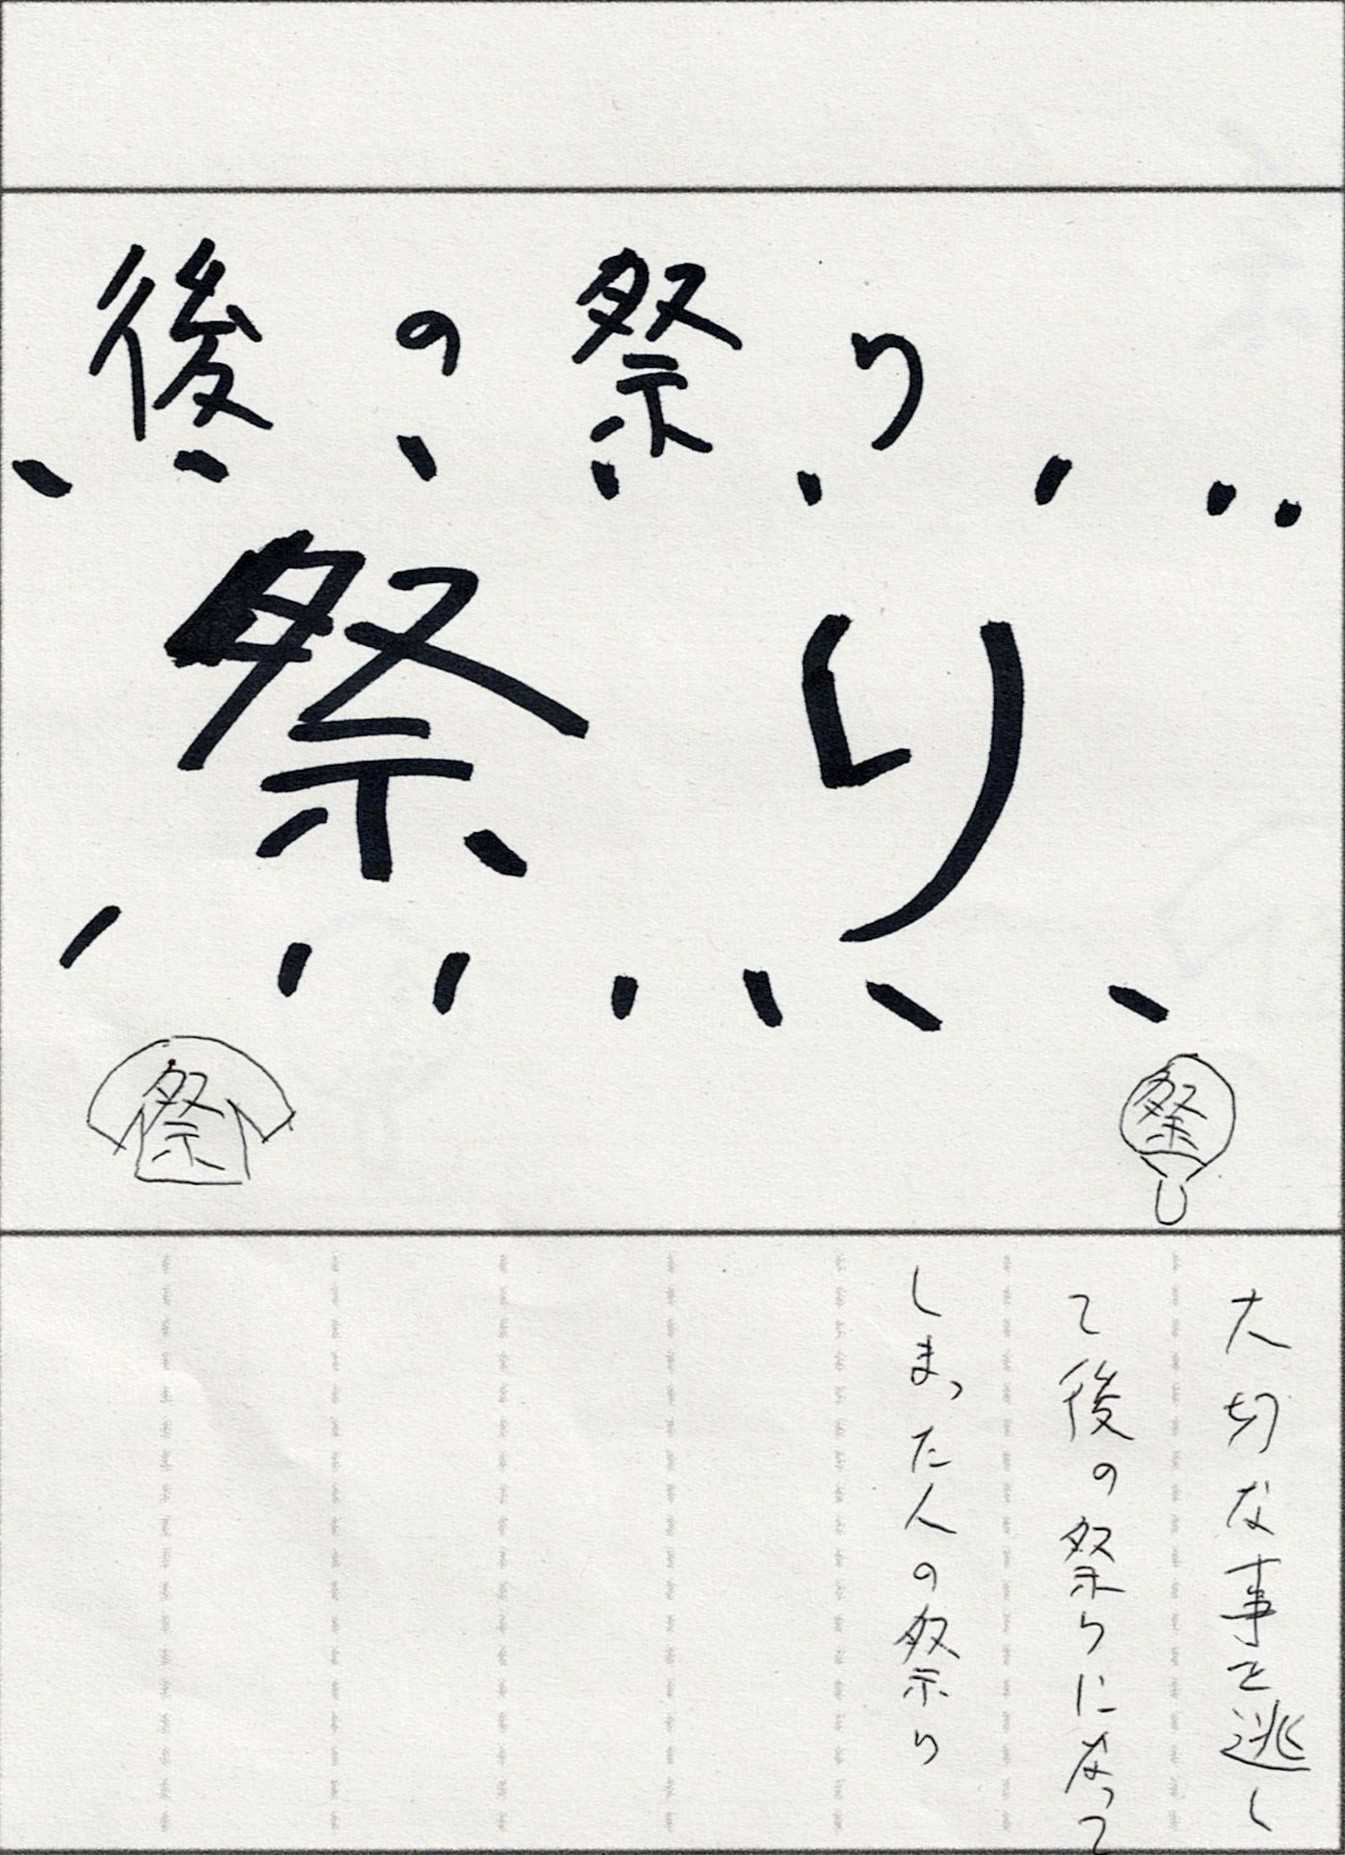 後の祭り
祭り
祭
祭
大切な事を逃し
て後の祭りになって
しまった人の祭り